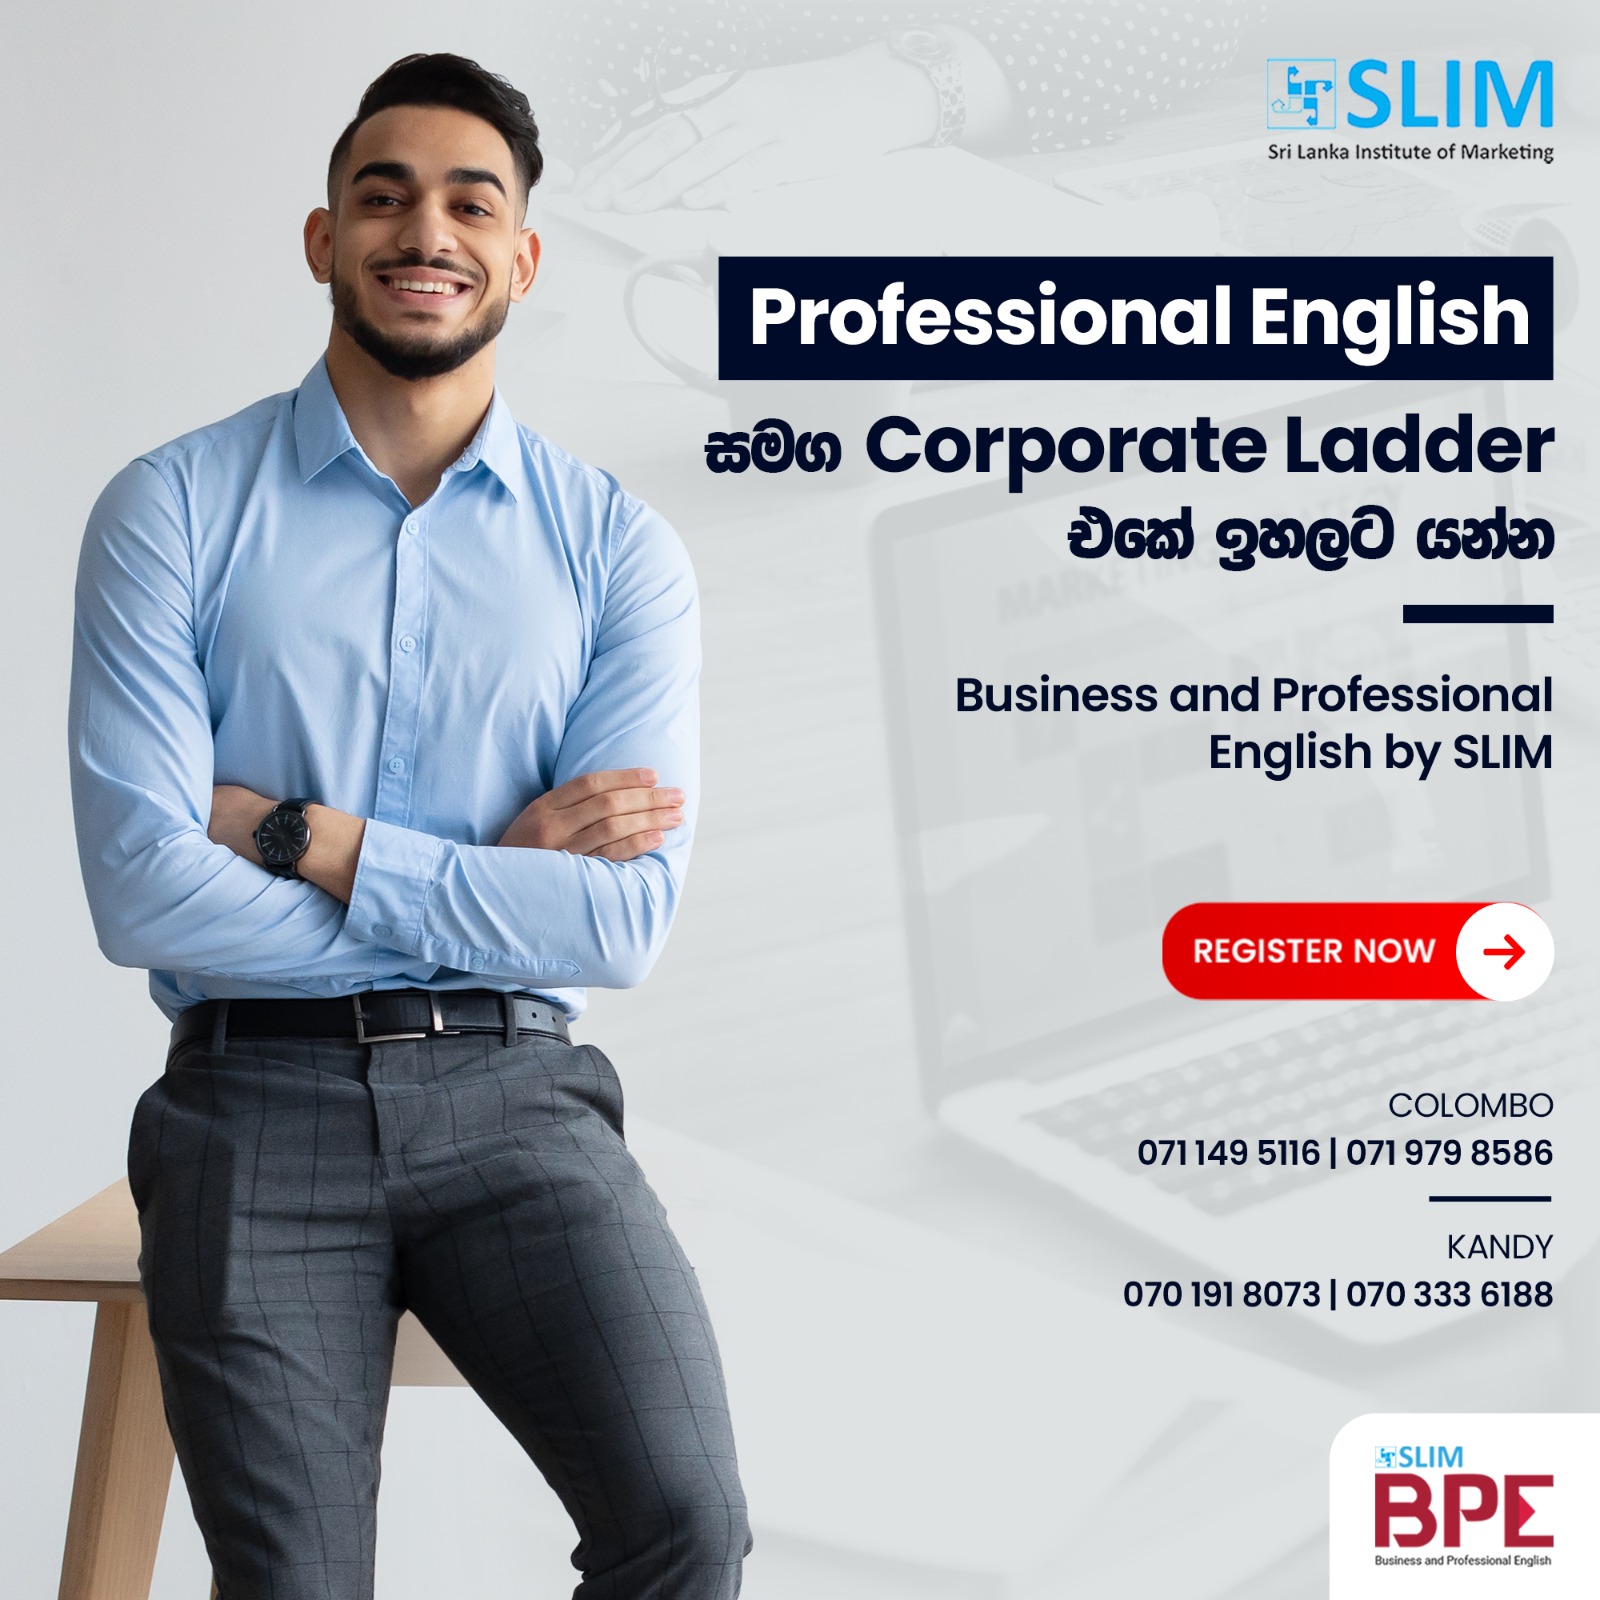 SLIM
Sri Lanka Institute of Marketing
Professional English
සමග Corporate Ladder
එකේ ඉහලට යන්න
Business and Professional
English by SLIM
REGISTER NOW
COLOMBO
071 149 5116 | 071 979 8586
KANDY
070 191 8073 | 070 333 6188
SLIM
BPE
Business and Professional English